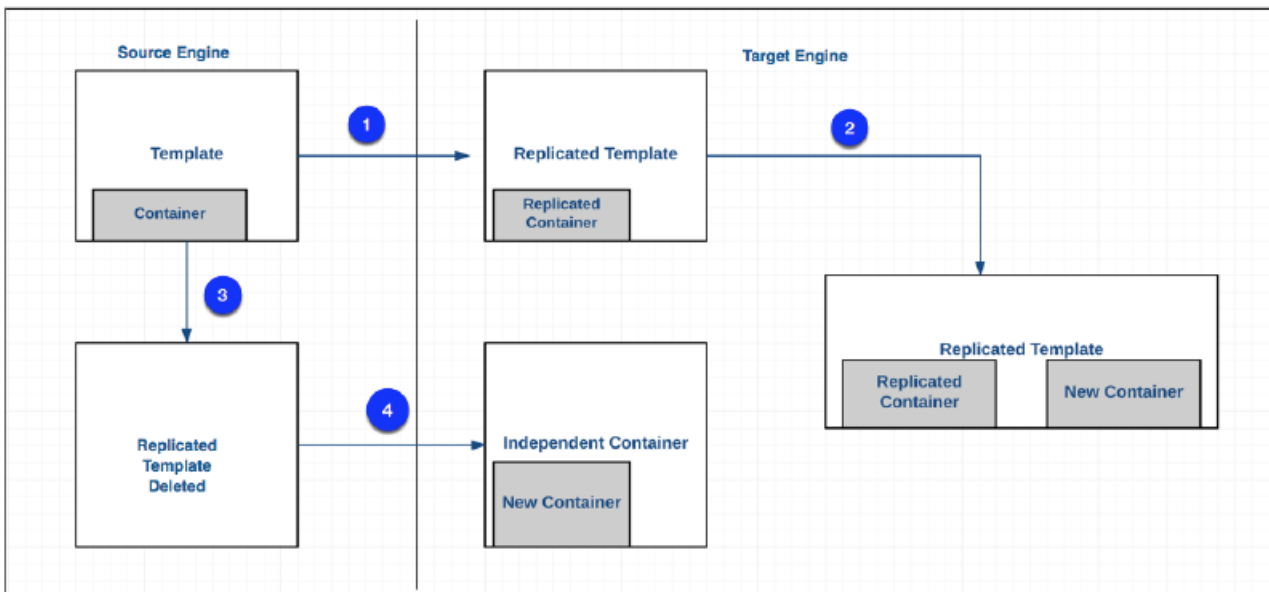 Source Engine
Target Engine
1
2
Template
Replicated Template
Container
Replicated
Container
3
Replicated Template
Replicated
Container
New Container
4
Replicated
Template
Deleted
Independent Container
New Container